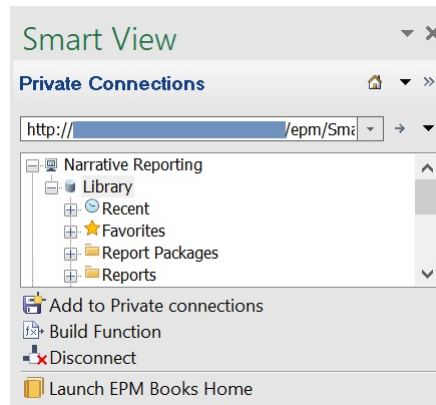 Smart View
Private Connections
http:// /epm/Sma
Narrative Reporting
Library
Recent
Favorites
Report Packages
Reports
Add to Private connections
Build Function
Disconnect
Launch EPM Books Home